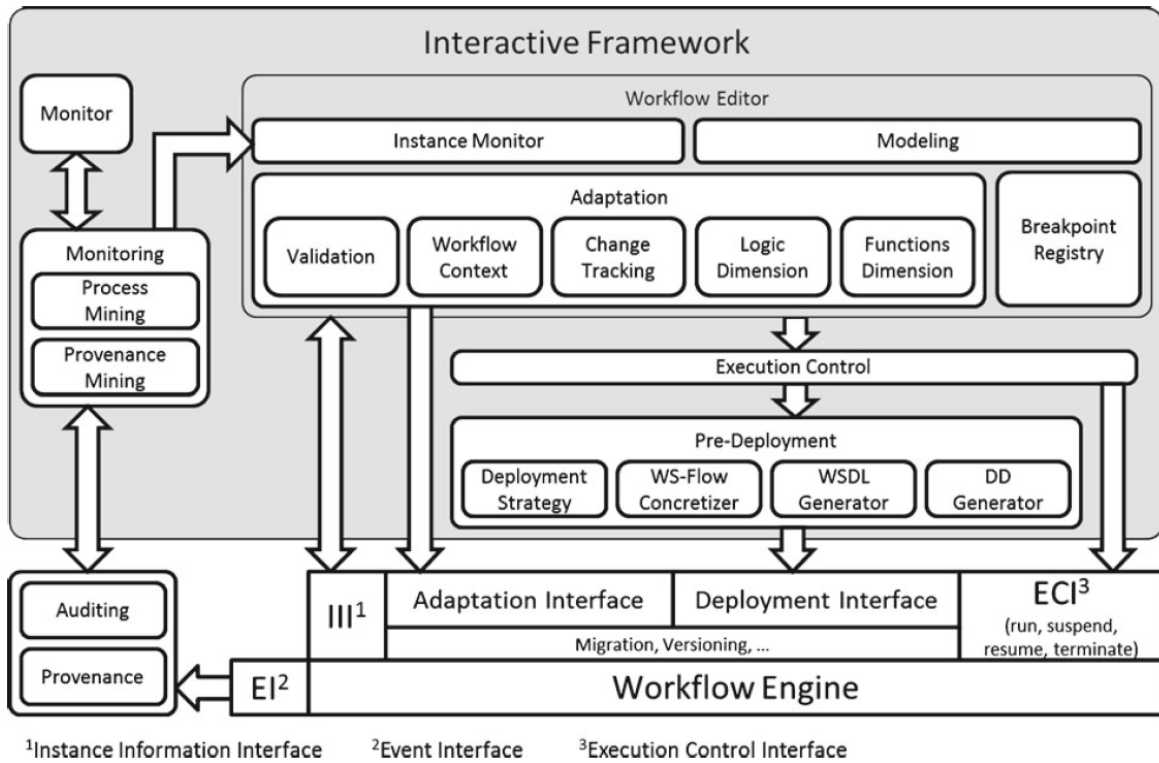 Interactive Framework
Workflow Editor
Monitor
Instance Monitor
Modeling
Adaptation
Validation
Workflow
Context
Change
Tracking
Logic
Dimension
Functions
Dimension
Breakpoint
Registry
Monitoring
Process
Mining
Provenance
Mining
Execution Control
Pre-Deployment
Deployment
Strategy
WS-Flow
Concretizer
WSDL
Generator
DD
Generator
Auditing
Provenance
III¹
Adaptation Interface
Deployment Interface
Migration, Versioning, ...
ECI³
(run, suspend,
resume, terminate)
EI²
Workflow Engine
¹Instance Information Interface ²Event Interface ³Execution Control Interface